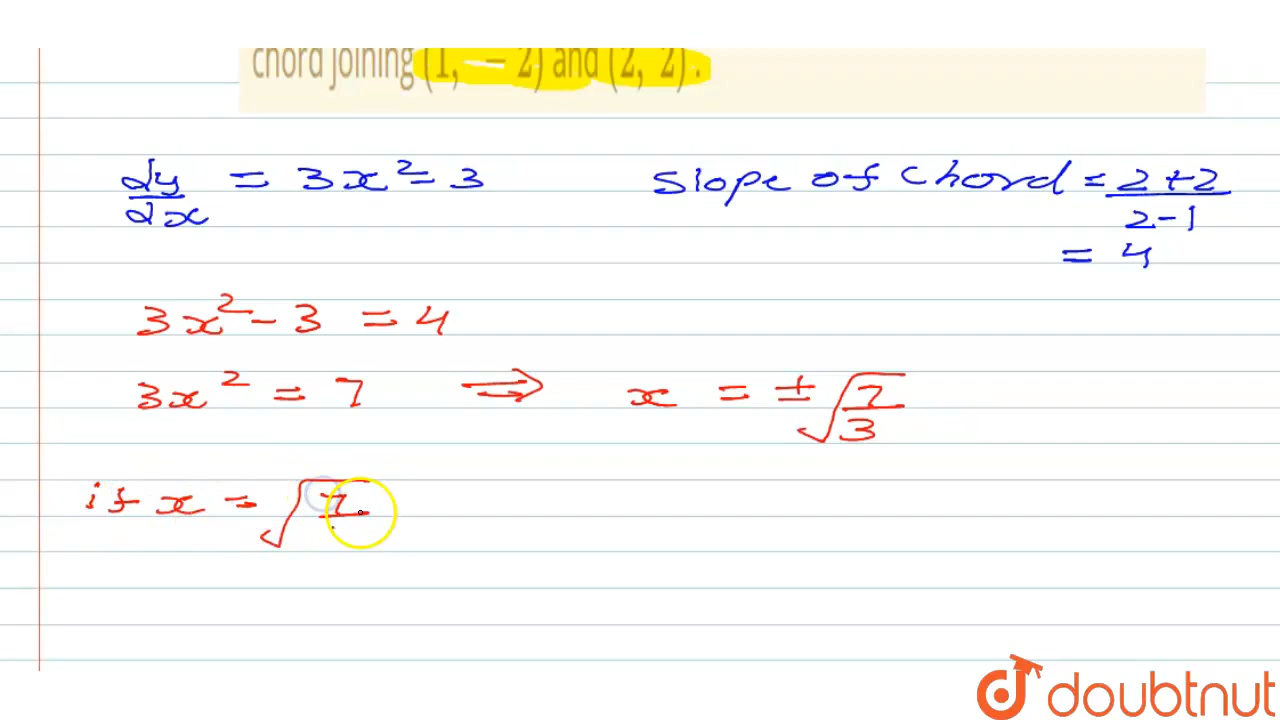 chord joining (1, − 2) and (2, 2).
dy/dx = 3x² − 3
slope of chord = (2+2)/(2−1)
= 4
3x² − 3 = 4
3x² = 7 ⇒ x = ±√(7/3)
if x = √7
doubtnut